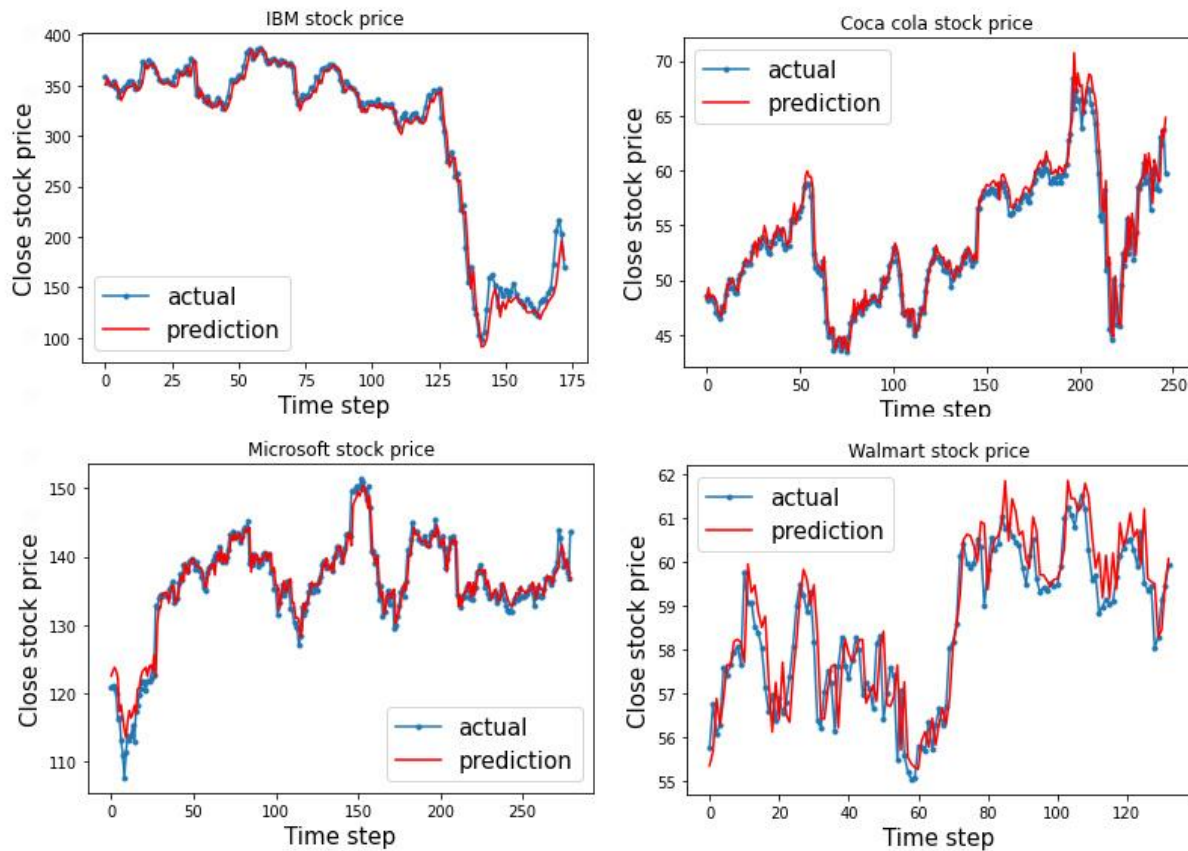 IBM stock price
400
350
300
250
200
150
100
Close stock price
actual
prediction
0 25 50 75 100 125 150 175
Time step
Coca cola stock price
70
65
60
55
50
45
Close stock price
actual
prediction
0 50 100 150 200 250
Time step
Microsoft stock price
150
140
130
120
110
Close stock price
actual
prediction
0 50 100 150 200 250
Time step
Walmart stock price
62
61
60
59
58
57
56
55
Close stock price
actual
prediction
0 20 40 60 80 100 120
Time step